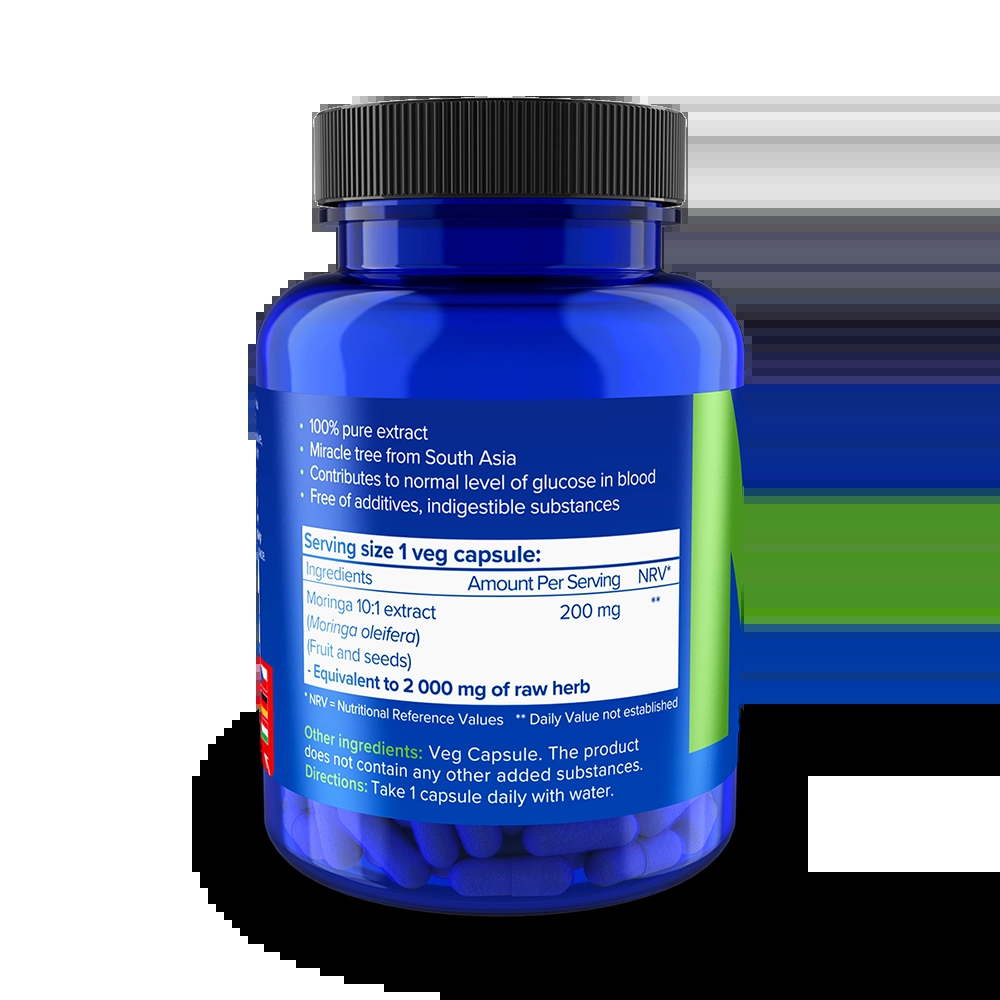 • 100% pure extract
• Miracle tree from South Asia
• Contributes to normal level of glucose in blood
• Free of additives, indigestible substances
Serving size 1 veg capsule:
Ingredients Amount Per Serving NRV*
Moringa 10:1 extract 200 mg **
(Moringa oleifera)
(Fruit and seeds)
- Equivalent to 2 000 mg of raw herb
* NRV = Nutritional Reference Values ** Daily Value not established
Other ingredients: Veg Capsule. The product
does not contain any other added substances.
Directions: Take 1 capsule daily with water.